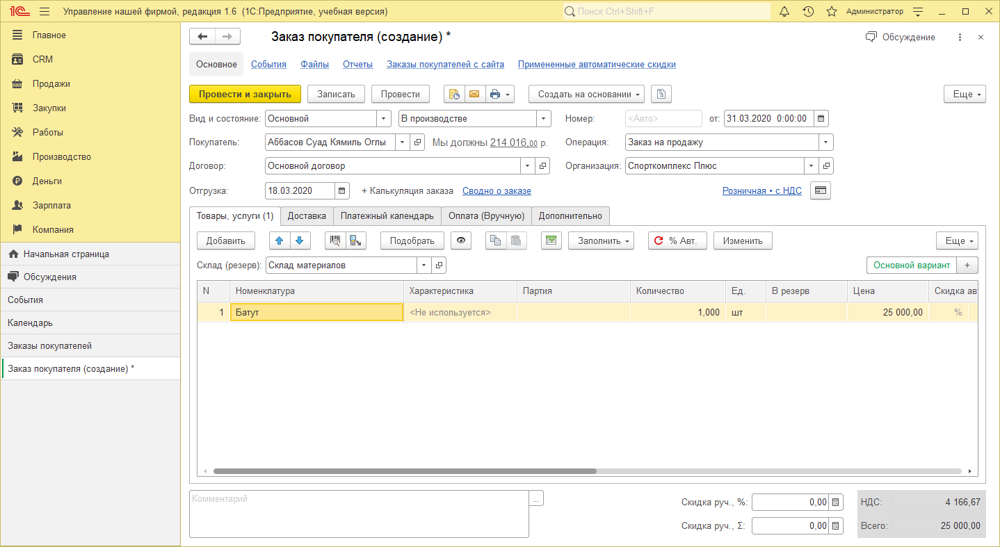 1С Управление нашей фирмой, редакция 1.6 (1С:Предприятие, учебная версия) Поиск Ctrl+Shift+F Администратор
Главное
CRM
Продажи
Закупки
Работы
Производство
Деньги
Зарплата
Компания
Начальная страница
Обсуждения
События
Календарь
Заказы покупателей
Заказ покупателя (создание) *
Заказ покупателя (создание) * Обсуждение
Основное События Файлы Отчеты Заказы покупателей с сайта Примененные автоматические скидки
Провести и закрыть Записать Провести Создать на основании Еще
Вид и состояние: Основной В производстве Номер: <Авто> от: 31.03.2020 0:00:00
Покупатель: Аббасов Суад Кямиль Оглы Мы должны 214 016,00 р. Операция: Заказ на продажу
Договор: Основной договор Организация: Спорткомплекс Плюс
Отгрузка: 18.03.2020 + Калькуляция заказа Сводно о заказе Розничная • с НДС
Товары, услуги (1) Доставка Платежный календарь Оплата (Вручную) Дополнительно
Добавить Подобрать Заполнить % Авт. Изменить Еще
Склад (резерв): Склад материалов Основной вариант +
N Номенклатура Характеристика Партия Количество Ед. В резерв Цена Скидка ав
1 Батут <Не используется> 1,000 шт 25 000,00 %
Комментарий ...
Скидка руч., %: 0,00 НДС: 4 166,67
Скидка руч., Σ: 0,00 Всего: 25 000,00